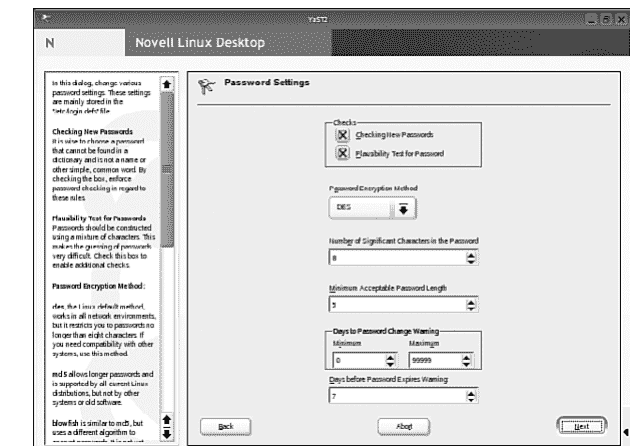 YaST2
N
Novell Linux Desktop
In this dialog, change various
password settings. These settings
are mainly stored in the
"/etc/login.defs" file.
Checking New Passwords
It is wise to choose a password
that cannot be found in a
dictionary and is not a name or
other simple, common word. By
checking the box, enforce
password checking in regard to
these rules.
Plausibility Test for Passwords
Passwords should be constructed
using a mixture of characters. This
makes the guessing of passwords
very difficult. Check this box to
enable additional checks.
Password Encryption Method:
des, the Linux default method,
works in all network environments,
but it restricts you to passwords no
longer than eight characters. If
you need compatibility with other
systems, use this method.
md5 allows longer passwords and
is supported by all current Linux
distributions, but not by other
systems or old software.
blowfish is similar to md5, but
uses a different algorithm to
Password Settings
Checks
Checking New Passwords
Plausibility Test for Password
Password Encryption Method
DES
Number of Significant Characters in the Password
8
Minimum Acceptable Password Length
5
Days to Password Change Warning
Minimum
Maximum
0
99999
Days before Password Expires Warning
7
Back
Abort
Next